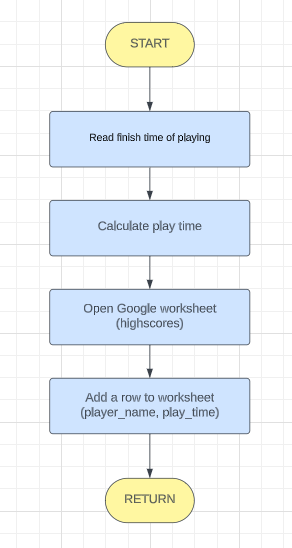 START
Read finish time of playing
Calculate play time
Open Google worksheet
(highscores)
Add a row to worksheet
(player_name, play_time)
RETURN